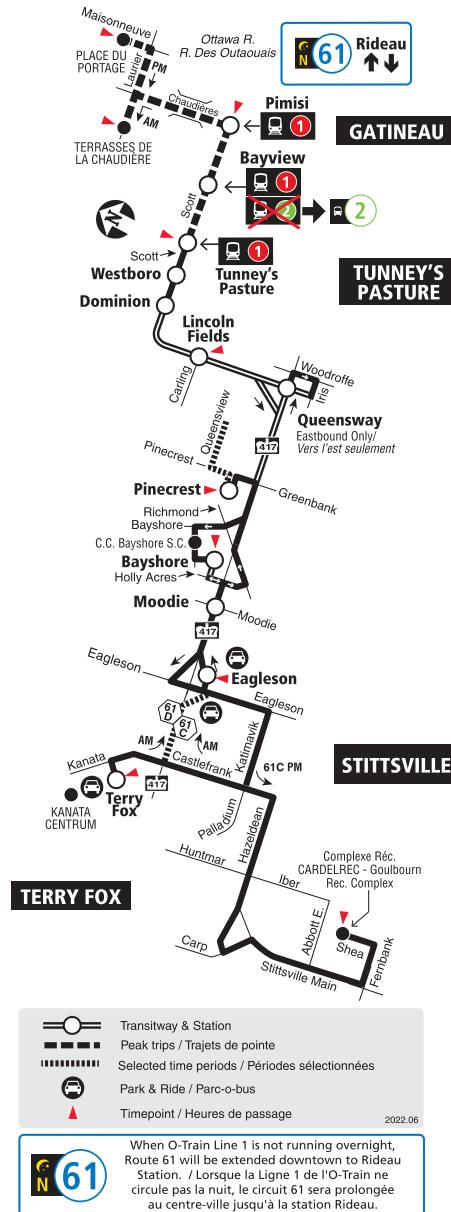 Maisonneuve
Ottawa R.
R. Des Outaouais
N 61 Rideau
PLACE DU
PORTAGE
Laurier
PM
Chaudières
Pimisi
1
GATINEAU
AM
TERRASSES DE
LA CHAUDIÈRE
Bayview
1
2 2
Scott
N
Scott
1
Tunney's
Pasture
Westboro
TUNNEY'S
PASTURE
Dominion
Lincoln
Fields
Carling
Woodroffe
Iris
Queensview
Queensway
Eastbound Only/
Vers l'est seulement
417
Pinecrest
Pinecrest
Greenbank
Richmond
Bayshore
C.C. Bayshore S.C.
Bayshore
Holly Acres
Moodie
Moodie
417
Eagleson
Eagleson
Eagleson
61
D
61
C
AM
AM
Katimavik
61C PM
STITTSVILLE
Kanata
Castlefrank
417
Terry
Fox
KANATA
CENTRUM
Palladium
Hazeldean
Huntmar
Iber
Complexe Réc.
CARDELREC - Goulbourn
Rec. Complex
TERRY FOX
Abbott E.
Shea
Carp
Stittsville Main
Fernbank
Transitway & Station
Peak trips / Trajets de pointe
Selected time periods / Périodes sélectionnées
Park & Ride / Parc-o-bus
Timepoint / Heures de passage
2022.06
N 61
When O-Train Line 1 is not running overnight,
Route 61 will be extended downtown to Rideau
Station. / Lorsque la Ligne 1 de l'O-Train ne
circule pas la nuit, le circuit 61 sera prolongée
au centre-ville jusqu'à la station Rideau.